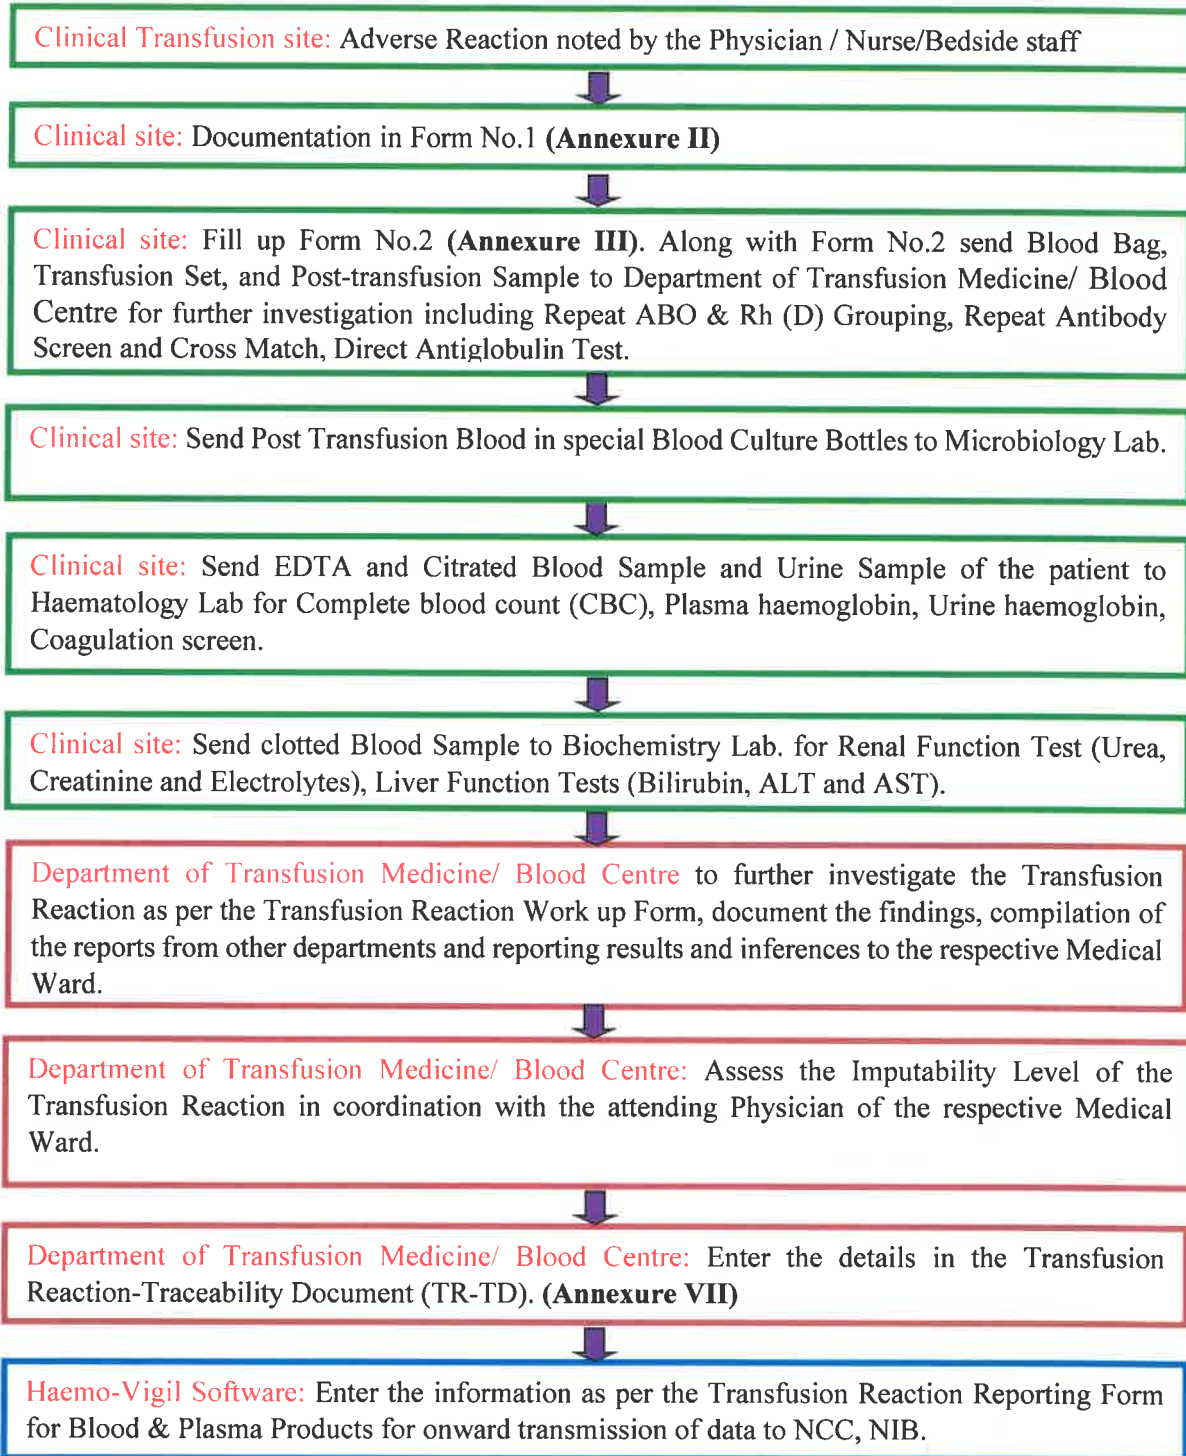 Clinical Transfusion site: Adverse Reaction noted by the Physician / Nurse/Bedside staff
Clinical site: Documentation in Form No.1 (Annexure II)
Clinical site: Fill up Form No.2 (Annexure III). Along with Form No.2 send Blood Bag,
Transfusion Set, and Post-transfusion Sample to Department of Transfusion Medicine/ Blood
Centre for further investigation including Repeat ABO & Rh (D) Grouping, Repeat Antibody
Screen and Cross Match, Direct Antiglobulin Test.
Clinical site: Send Post Transfusion Blood in special Blood Culture Bottles to Microbiology Lab.
Clinical site: Send EDTA and Citrated Blood Sample and Urine Sample of the patient to
Haematology Lab for Complete blood count (CBC), Plasma haemoglobin, Urine haemoglobin,
Coagulation screen.
Clinical site: Send clotted Blood Sample to Biochemistry Lab. for Renal Function Test (Urea,
Creatinine and Electrolytes), Liver Function Tests (Bilirubin, ALT and AST).
Department of Transfusion Medicine/ Blood Centre to further investigate the Transfusion
Reaction as per the Transfusion Reaction Work up Form, document the findings, compilation of
the reports from other departments and reporting results and inferences to the respective Medical
Ward.
Department of Transfusion Medicine/ Blood Centre: Assess the Imputability Level of the
Transfusion Reaction in coordination with the attending Physician of the respective Medical
Ward.
Department of Transfusion Medicine/ Blood Centre: Enter the details in the Transfusion
Reaction-Traceability Document (TR-TD). (Annexure VII)
Haemo-Vigil Software: Enter the information as per the Transfusion Reaction Reporting Form
for Blood & Plasma Products for onward transmission of data to NCC, NIB.